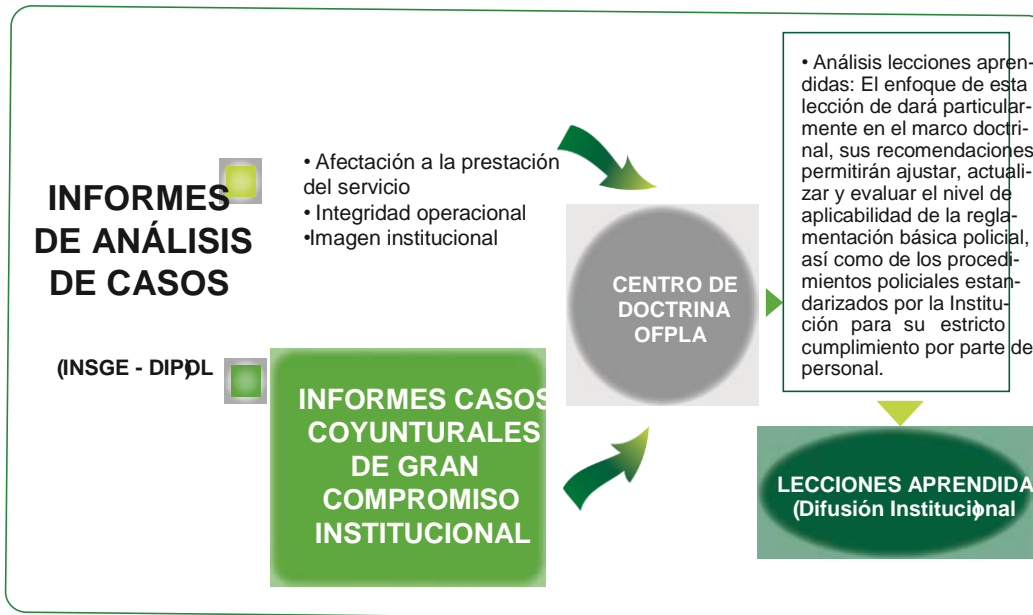 INFORMES
DE ANÁLISIS
DE CASOS
(INSGE - DIPOL)
• Afectación a la prestación
del servicio
• Integridad operacional
•Imagen institucional
INFORMES CASOS
COYUNTURALES
DE GRAN
COMPROMISO
INSTITUCIONAL
CENTRO DE
DOCTRINA
OFPLA
• Análisis lecciones apren-
didas: El enfoque de esta
lección de dará particular-
mente en el marco doctri-
nal, sus recomendaciones
permitirán ajustar, actuali-
zar y evaluar el nivel de
aplicabilidad de la regla-
mentación básica policial,
así como de los procedi-
mientos policiales estan-
darizados por la Institu-
ción para su estricto
cumplimiento por parte de
personal.
LECCIONES APRENDIDA
(Difusión Institucional)